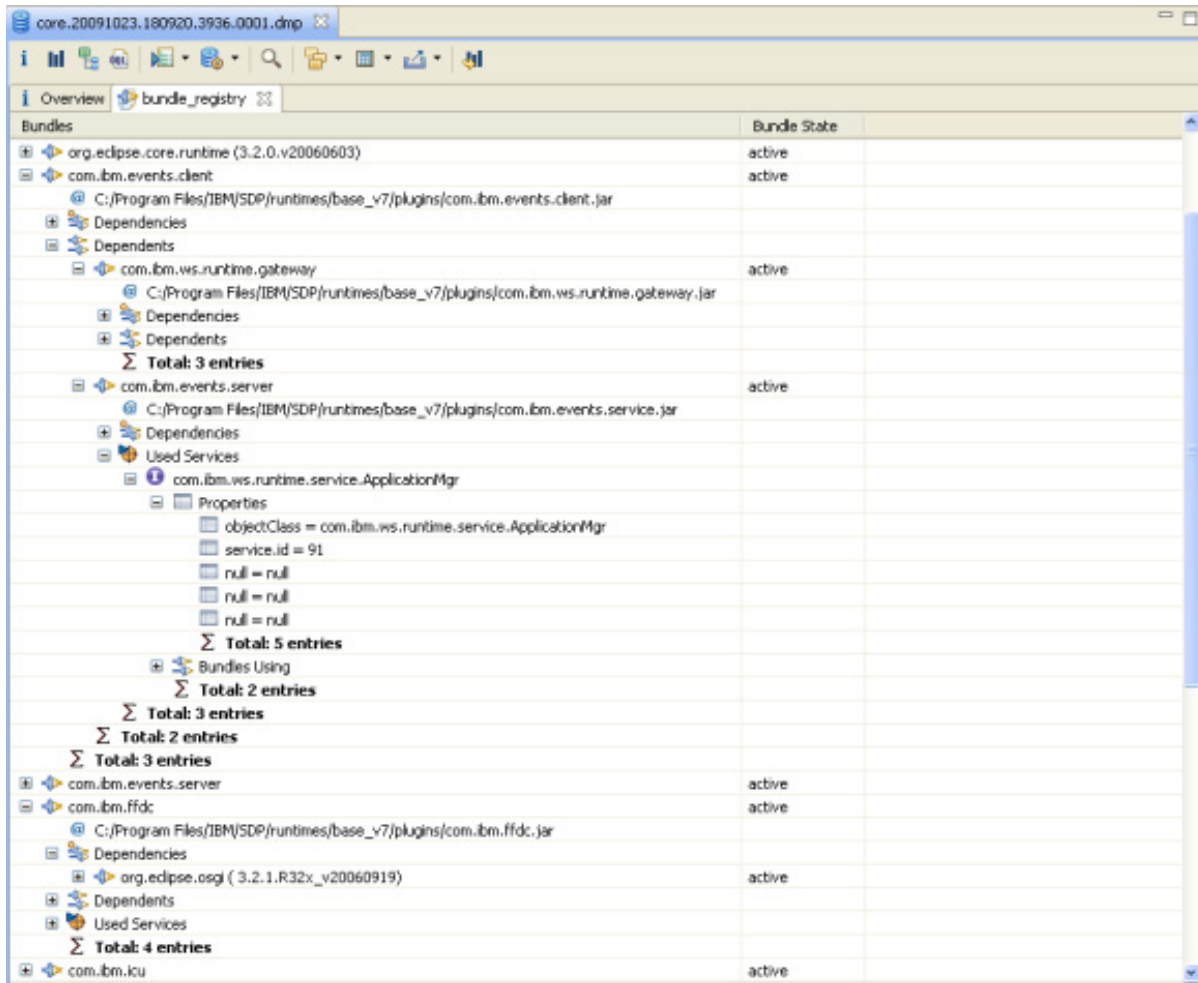 core.20091023.180920.3936.0001.dmp
i Overview bundle_registry
Bundles Bundle State
org.eclipse.core.runtime (3.2.0.v20060603) active
com.ibm.events.client active
C:/Program Files/IBM/SDP/runtimes/base_v7/plugins/com.ibm.events.client.jar
Dependencies
Dependents
com.ibm.ws.runtime.gateway active
C:/Program Files/IBM/SDP/runtimes/base_v7/plugins/com.ibm.ws.runtime.gateway.jar
Dependencies
Dependents
Σ Total: 3 entries
com.ibm.events.server active
C:/Program Files/IBM/SDP/runtimes/base_v7/plugins/com.ibm.events.service.jar
Dependencies
Used Services
com.ibm.ws.runtime.service.ApplicationMgr
Properties
objectClass = com.ibm.ws.runtime.service.ApplicationMgr
service.id = 91
null = null
null = null
null = null
Σ Total: 5 entries
Bundles Using
Σ Total: 2 entries
Σ Total: 3 entries
Σ Total: 2 entries
Σ Total: 3 entries
com.ibm.events.server active
com.ibm.ffdc active
C:/Program Files/IBM/SDP/runtimes/base_v7/plugins/com.ibm.ffdc.jar
Dependencies
org.eclipse.osgi ( 3.2.1.R32x_v20060919) active
Dependents
Used Services
Σ Total: 4 entries
com.ibm.icu active